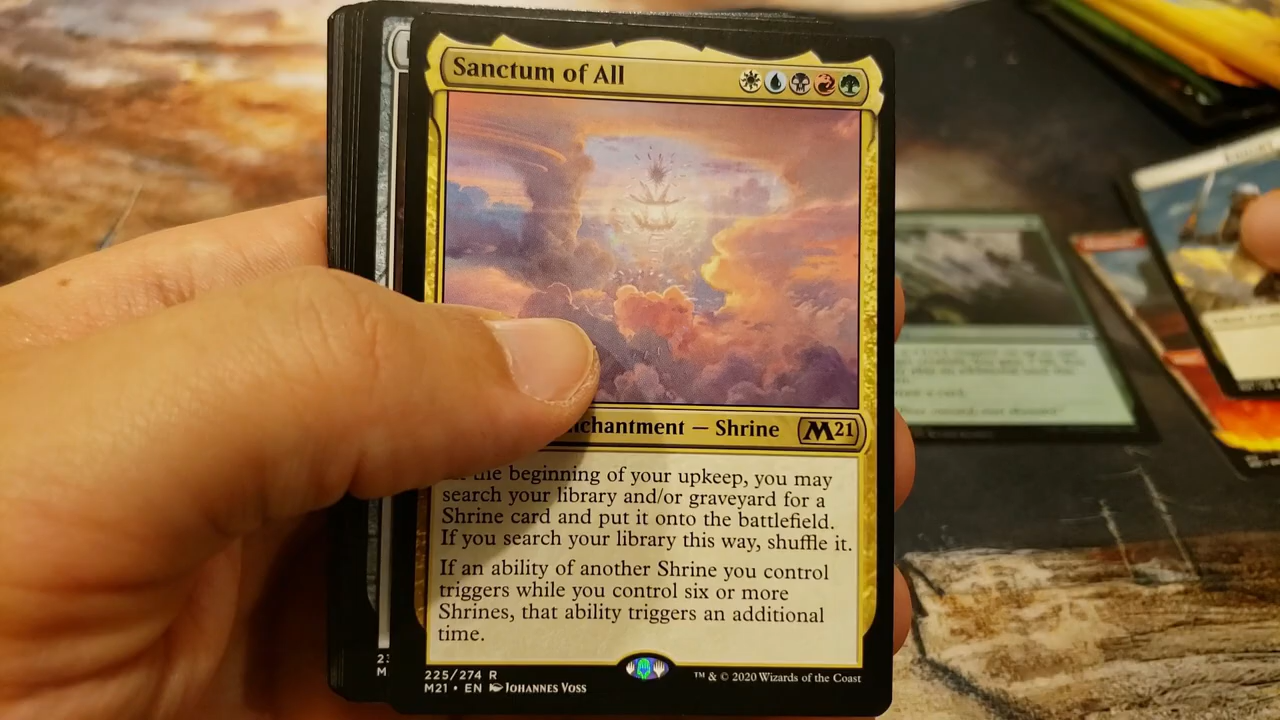 Sanctum of All
chantment — Shrine
M21
the beginning of your upkeep, you may
search your library and/or graveyard for a
Shrine card and put it onto the battlefield.
If you search your library this way, shuffle it.
If an ability of another Shrine you control
triggers while you control six or more
Shrines, that ability triggers an additional
time.
225/274 R
M21 • EN Johannes Voss
™ & © 2020 Wizards of the Coast